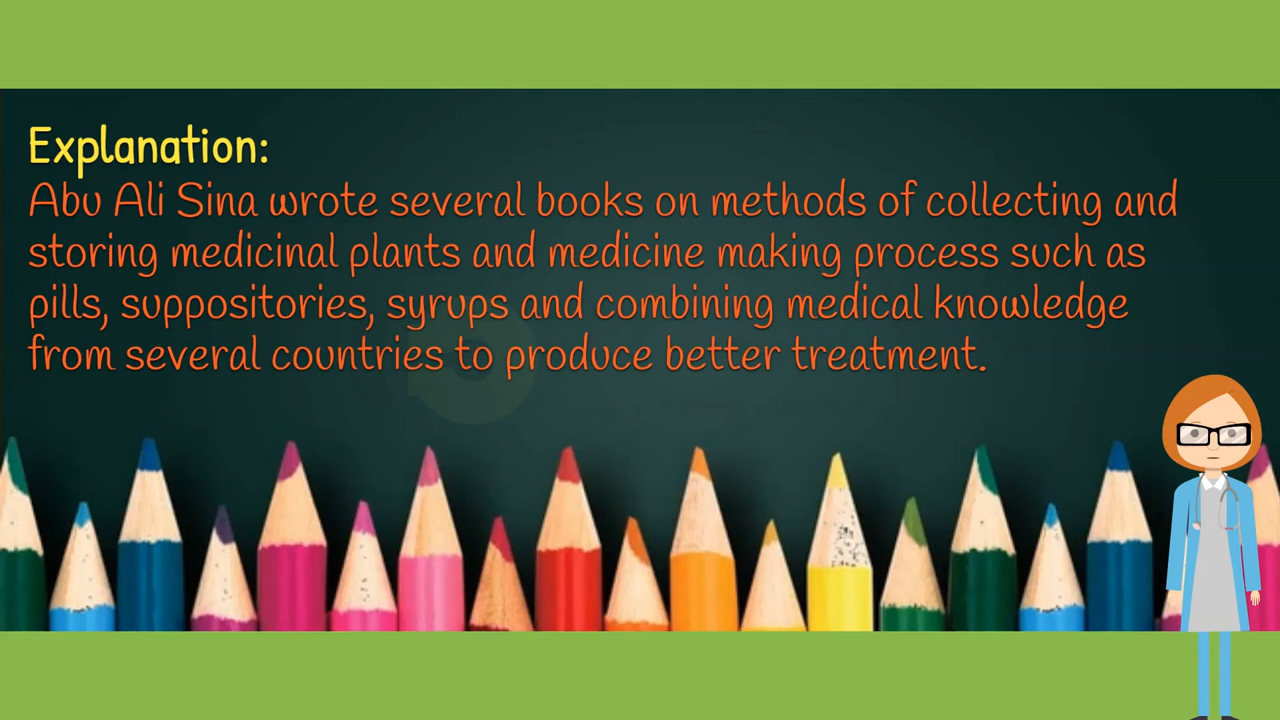 Explanation:
Abu Ali Sina wrote several books on methods of collecting and
storing medicinal plants and medicine making process such as
pills, suppositories, syrups and combining medical knowledge
from several countries to produce better treatment.